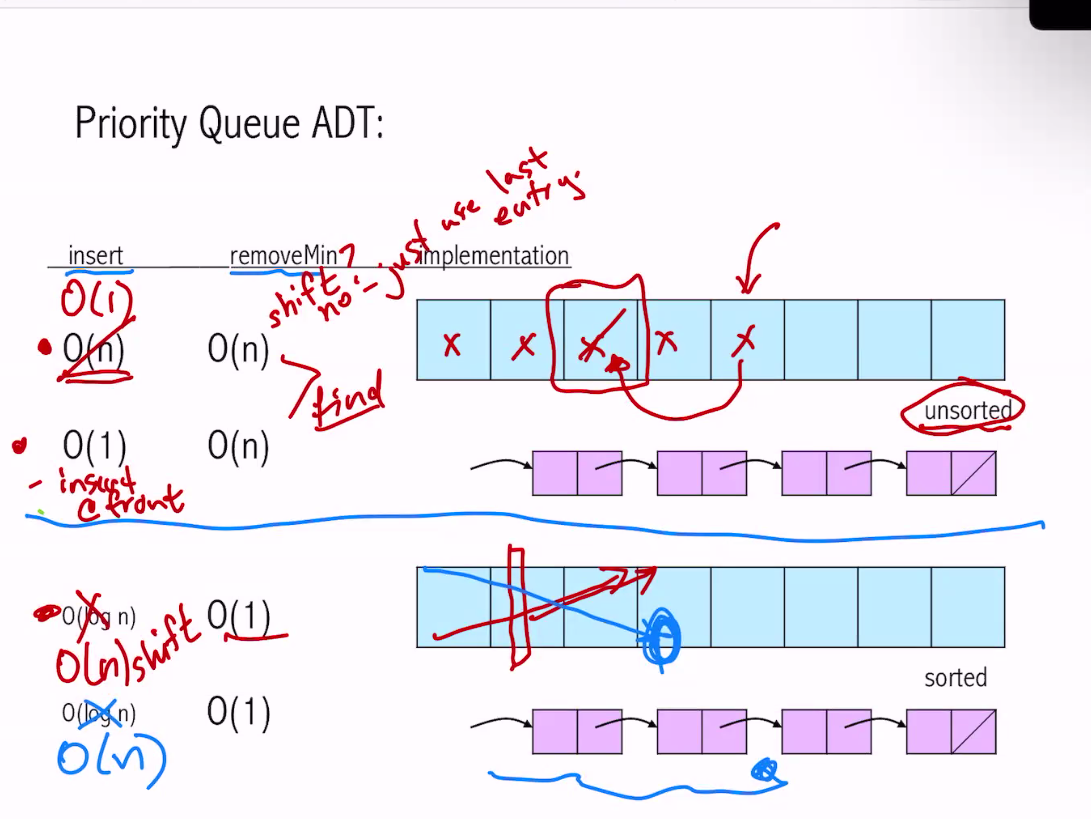 Priority Queue ADT:
shift?
no - just use last
entry.
insert removeMin implementation
O(1)
O(n) O(n)
x x x x x
find
unsorted
O(1) O(n)
- insert
@ front
O(log n) O(1)
O(n) shift
sorted
O(log n) O(1)
O(n)